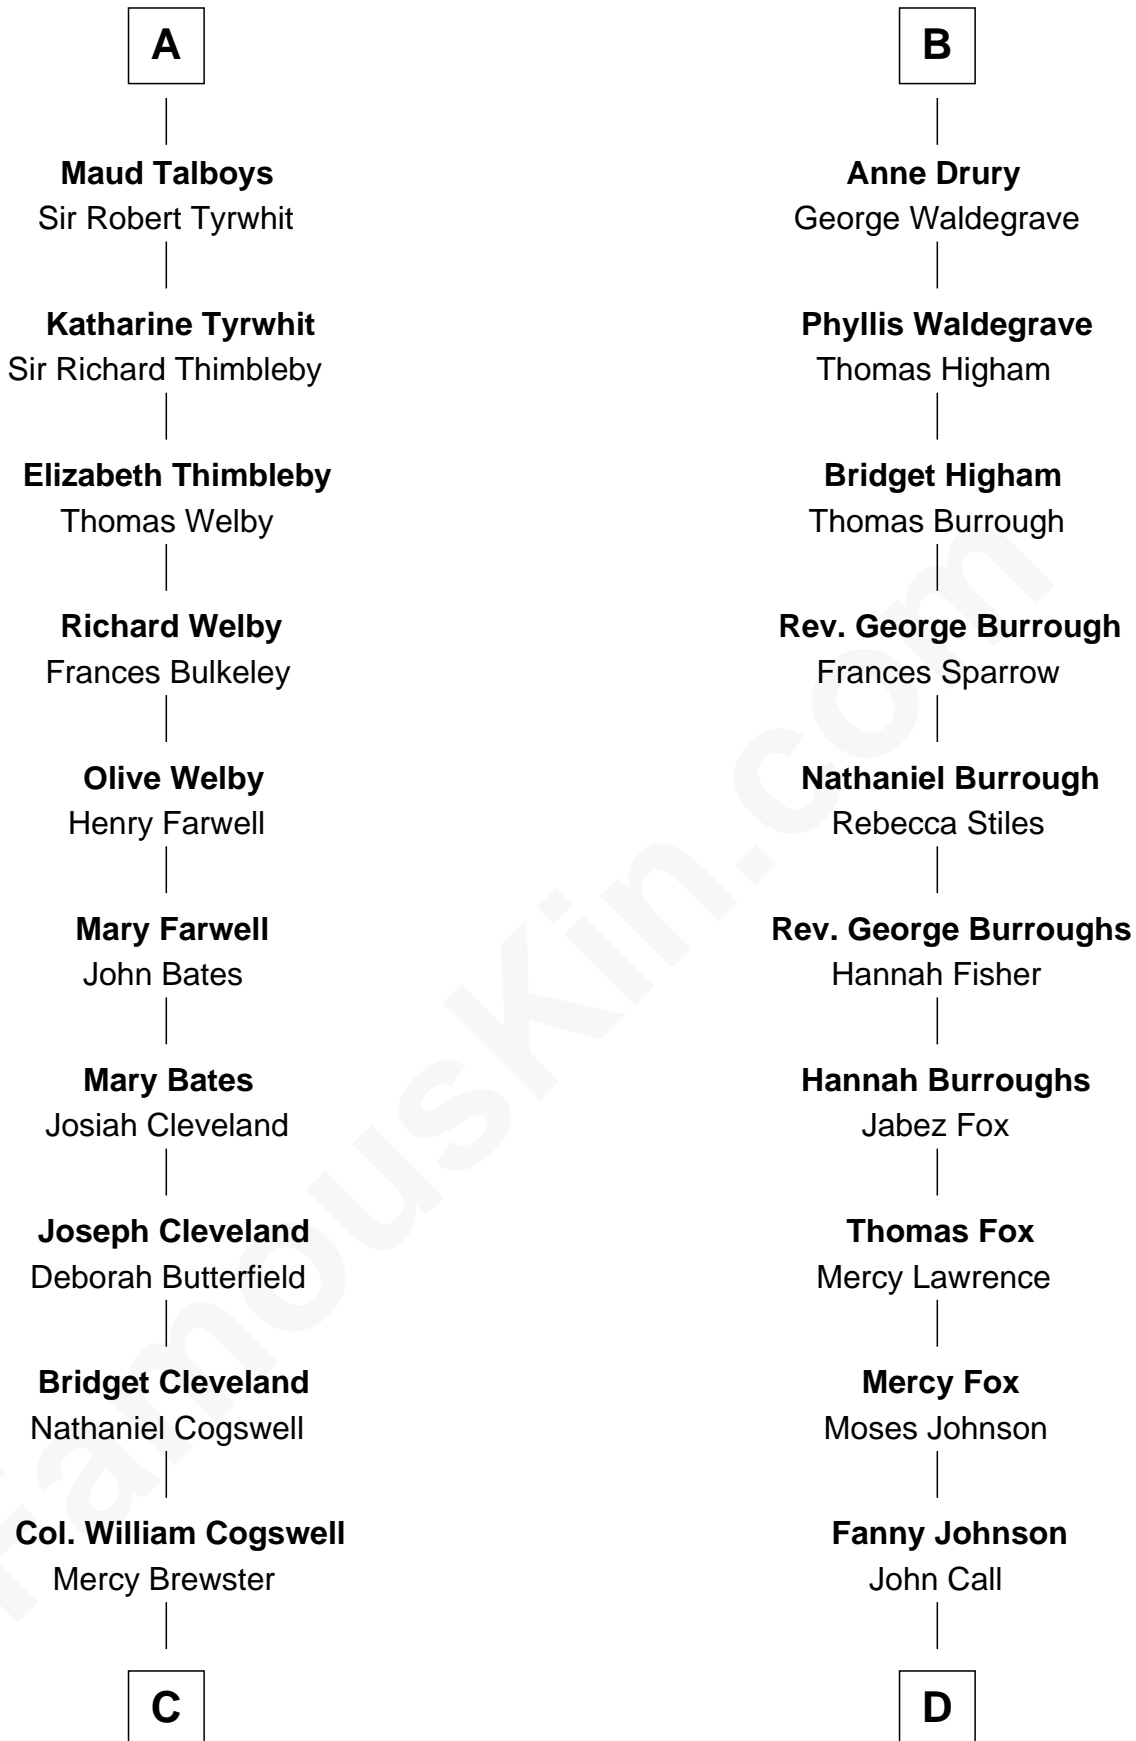 A
Maud Talboys
Sir Robert Tyrwhit
Katharine Tyrwhit
Sir Richard Thimbleby
Elizabeth Thimbleby
Thomas Welby
Richard Welby
Frances Bulkeley
Olive Welby
Henry Farwell
Mary Farwell
John Bates
Mary Bates
Josiah Cleveland
Joseph Cleveland
Deborah Butterfield
Bridget Cleveland
Nathaniel Cogswell
Col. William Cogswell
Mercy Brewster
C
B
Anne Drury
George Waldegrave
Phyllis Waldegrave
Thomas Higham
Bridget Higham
Thomas Burrough
Rev. George Burrough
Frances Sparrow
Nathaniel Burrough
Rebecca Stiles
Rev. George Burroughs
Hannah Fisher
Hannah Burroughs
Jabez Fox
Thomas Fox
Mercy Lawrence
Mercy Fox
Moses Johnson
Fanny Johnson
John Call
D
FamousKin.com